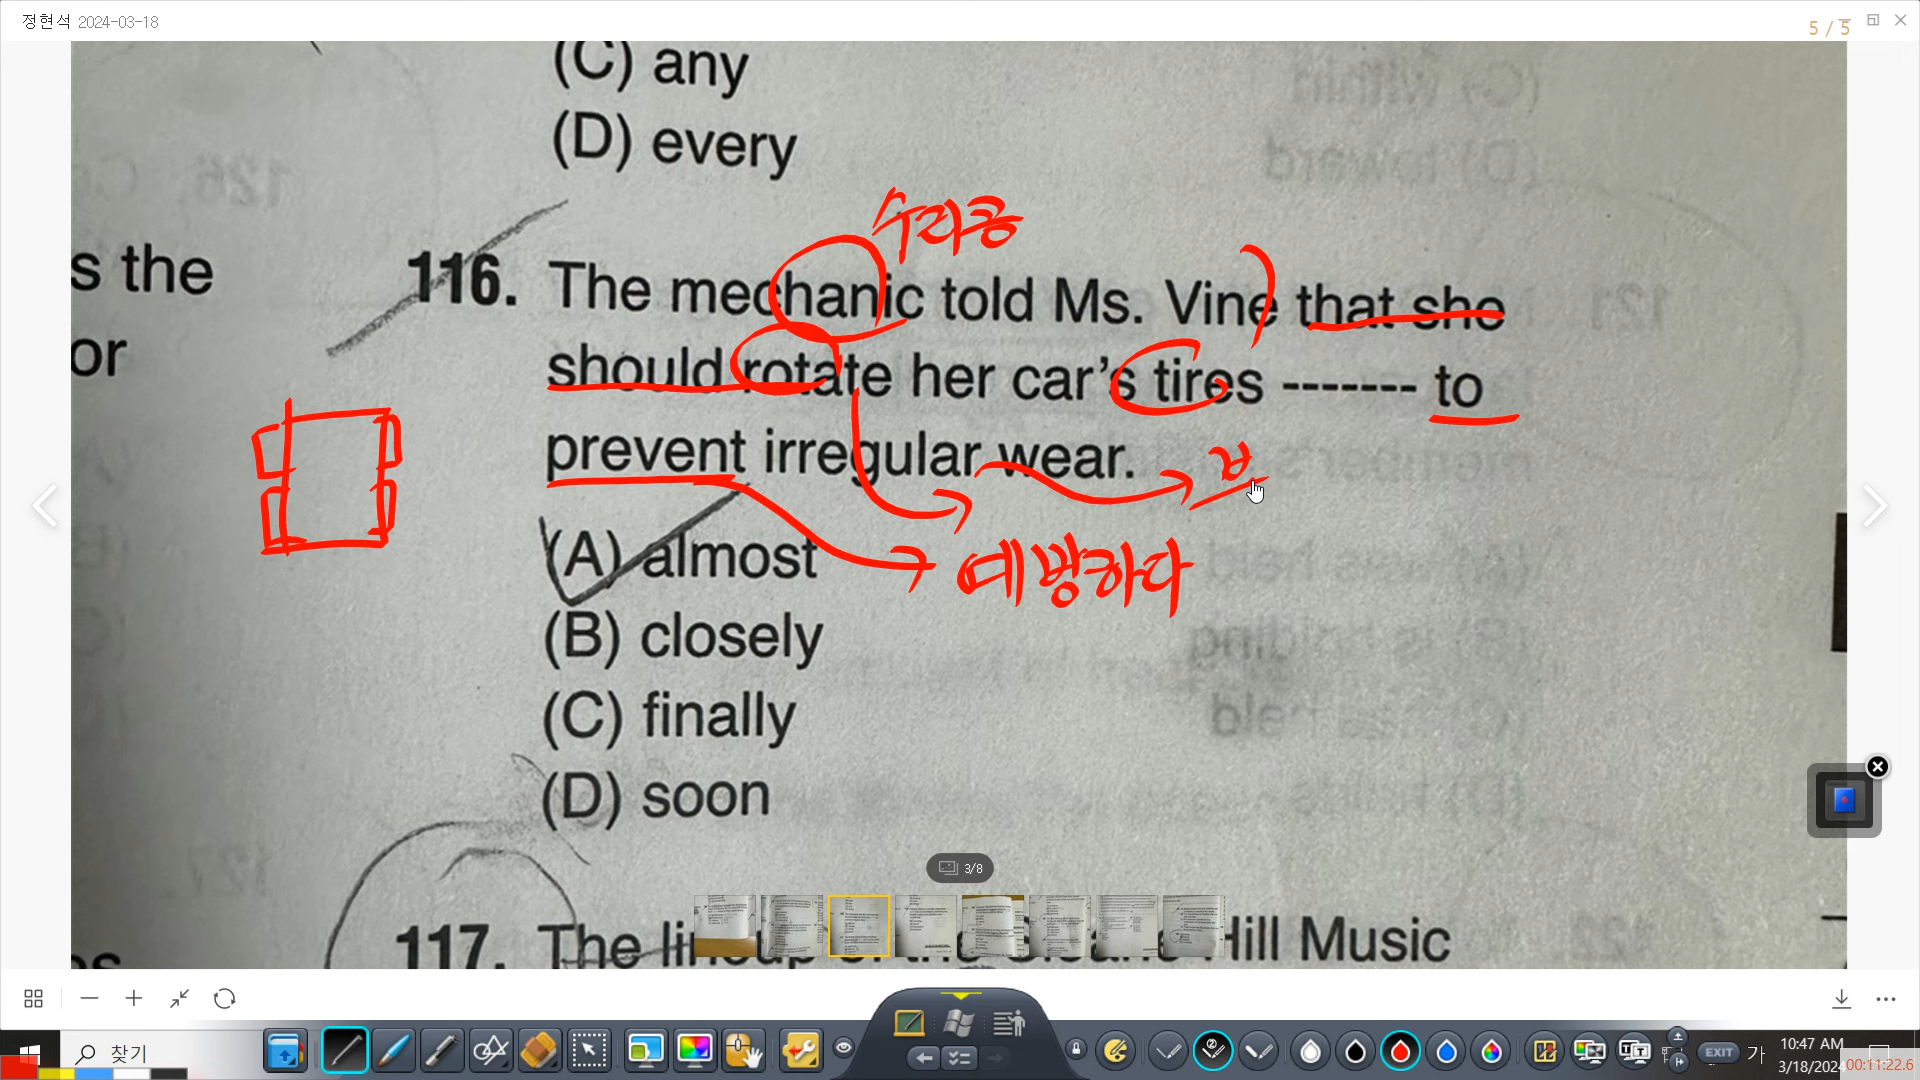 정현석 2024-03-18
5 / 5
(C) any
(D) every
수리공
s the
or
116. The mechanic told Ms. Vine that she
should rotate her car's tires ------- to
prevent irregular wear.
예방하다
(A) almost
(B) closely
(C) finally
(D) soon
3/8
117. The
Hill Music
찾기
EXIT
가
10:47 AM
3/18/2024
00:11:22.6